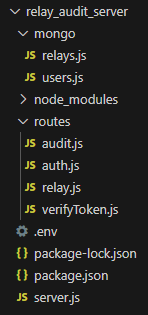 relay_audit_server
mongo
JS relays.js
JS users.js
node_modules
routes
JS audit.js
JS auth.js
JS relay.js
JS verifyToken.js
.env
{} package-lock.json
{} package.json
JS server.js